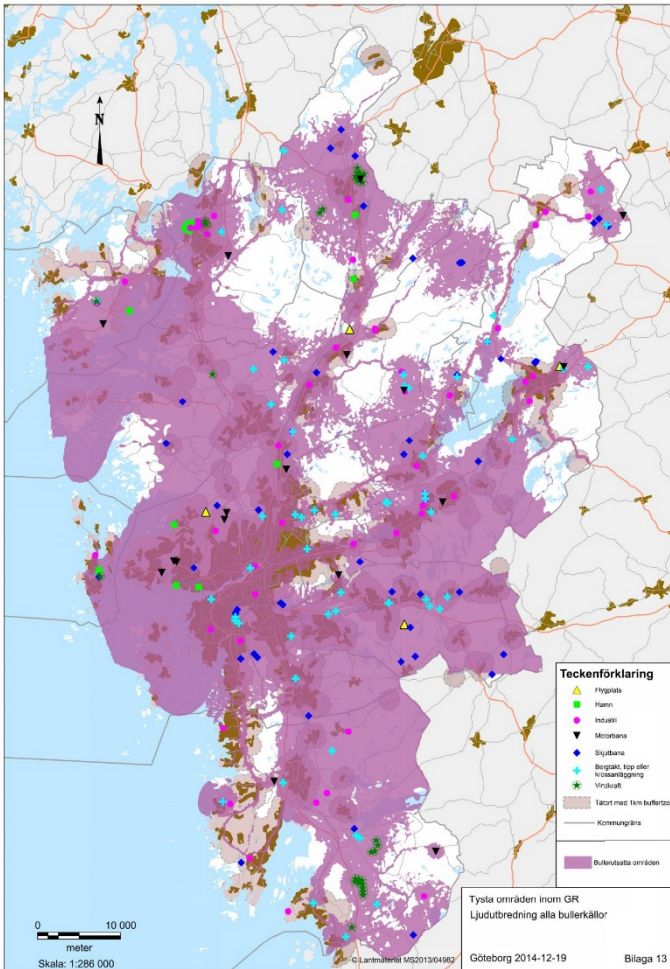 N
Teckenförklaring
Flygplats
Hamn
Industri
Motorbana
Skjutbana
Bergtäkt, tipp eller
krossanläggning
Vindkraft
Tätort med 1km buffertzo
Kommungräns
Bullerutsatta områden
0 10 000
meter
Skala: 1:286 000
© Lantmäteriet MS2013/04982
Tysta områden inom GR
Ljudutbredning alla bullerkällor
Göteborg 2014-12-19 Bilaga 13.